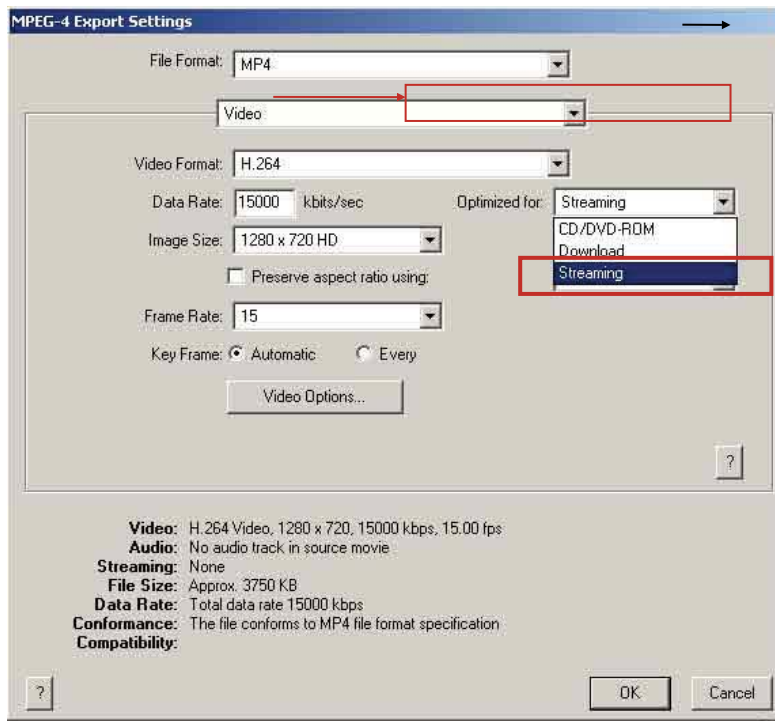 MPEG-4 Export Settings
File Format: MP4
Video
Video Format: H.264
Data Rate: 15000 kbits/sec Optimized for: Streaming
CD/DVD-ROM
Download
Streaming
Image Size: 1280 x 720 HD
Preserve aspect ratio using:
Frame Rate: 15
Key Frame: Automatic Every
Video Options...
?
Video: H.264 Video, 1280 x 720, 15000 kbps, 15.00 fps
Audio: No audio track in source movie
Streaming: None
File Size: Approx. 3750 KB
Data Rate: Total data rate 15000 kbps
Conformance: The file conforms to MP4 file format specification
Compatibility:
? OK Cancel